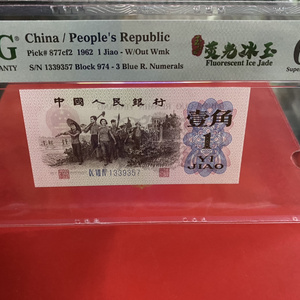 China / People's Republic
Pick# 877cf2 1962 1 Jiao - W/Out Wmk
S/N 1339357 Block 974 - 3 Blue R. Numerals
荧光冰玉
Fluorescent Ice Jade
中国人民银行
壹角
1
YI
JIAO
1339357